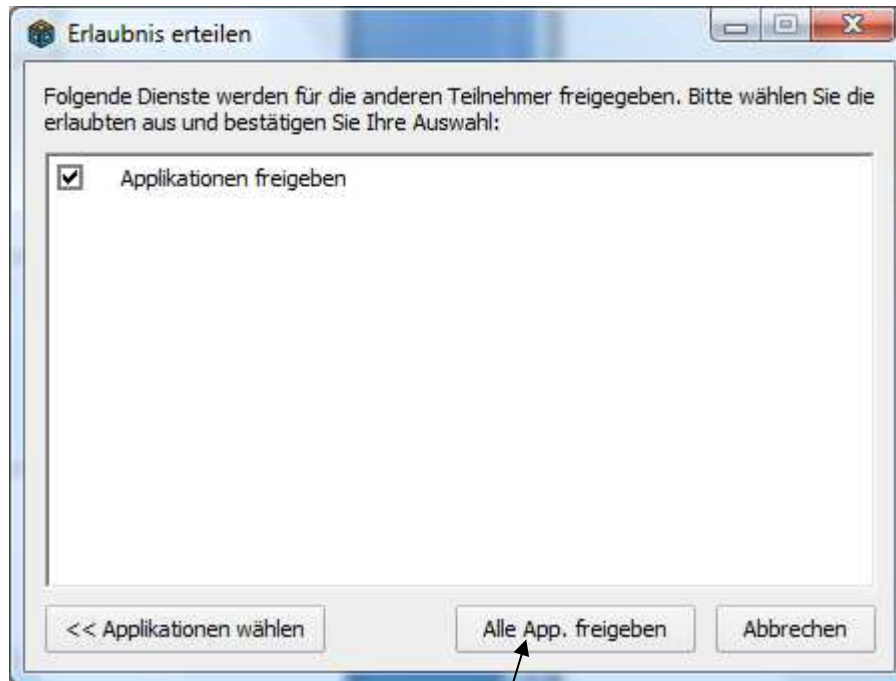 Erlaubnis erteilen
Folgende Dienste werden für die anderen Teilnehmer freigegeben. Bitte wählen Sie die
erlaubten aus und bestätigen Sie Ihre Auswahl:
Applikationen freigeben
<< Applikationen wählen
Alle App. freigeben
Abbrechen